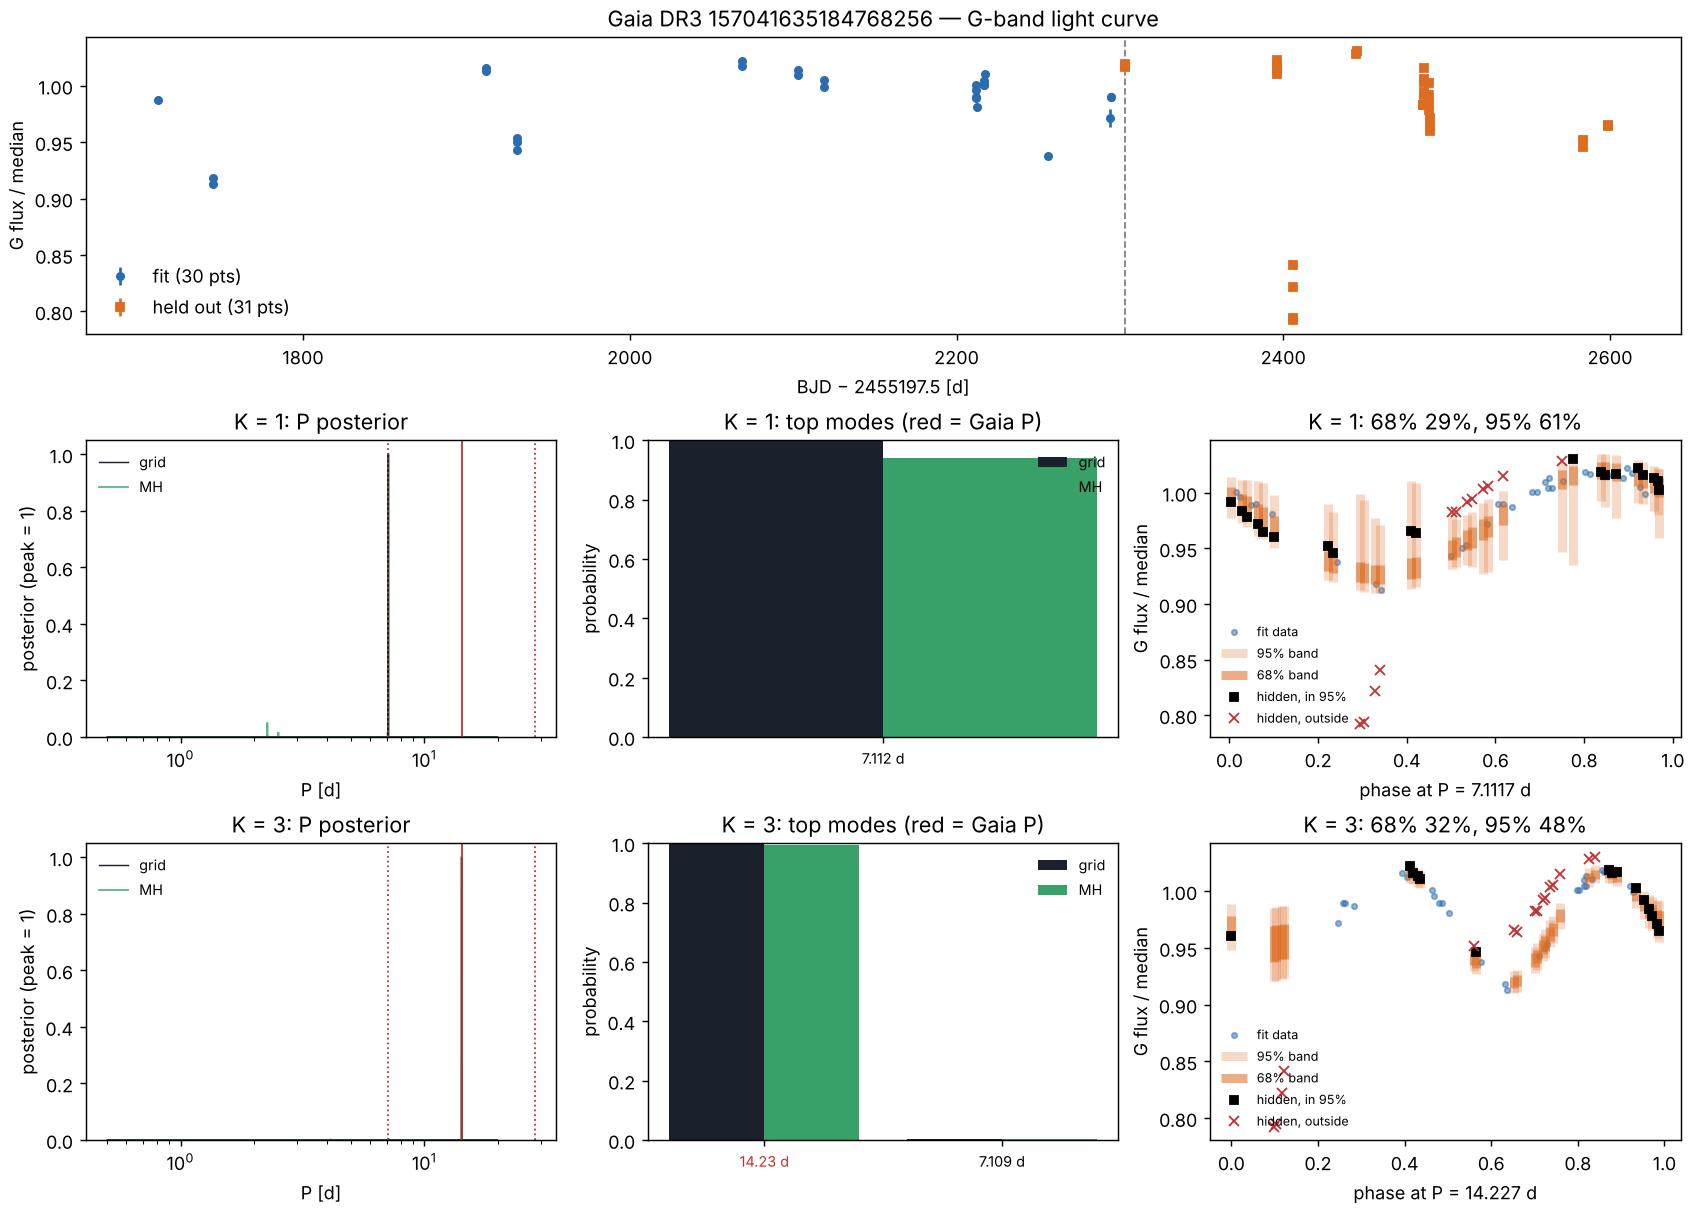 Gaia DR3 1570416351847682​56 — G-band light curve
G flux / median
1.00
0.95
0.90
0.85
0.80
fit (30 pts)
held out (31 pts)
1800
2000
2200
2400
2600
BJD − 2455197.5 [d]
K = 1: P posterior
posterior (peak = 1)
1.0
0.8
0.6
0.4
0.2
0.0
grid
MH
10⁰
10¹
P [d]
K = 1: top modes (red = Gaia P)
probability
1.0
0.8
0.6
0.4
0.2
0.0
grid
MH
7.112 d
K = 1: 68% 29%, 95% 61%
G flux / median
1.00
0.95
0.90
0.85
0.80
fit data
95% band
68% band
hidden, in 95%
hidden, outside
0.0
0.2
0.4
0.6
0.8
1.0
phase at P = 7.1117 d
K = 3: P posterior
posterior (peak = 1)
1.0
0.8
0.6
0.4
0.2
0.0
grid
MH
10⁰
10¹
P [d]
K = 3: top modes (red = Gaia P)
probability
1.0
0.8
0.6
0.4
0.2
0.0
grid
MH
14.23 d
7.109 d
K = 3: 68% 32%, 95% 48%
G flux / median
1.00
0.95
0.90
0.85
0.80
fit data
95% band
68% band
hidden, in 95%
hidden, outside
0.0
0.2
0.4
0.6
0.8
1.0
phase at P = 14.227 d